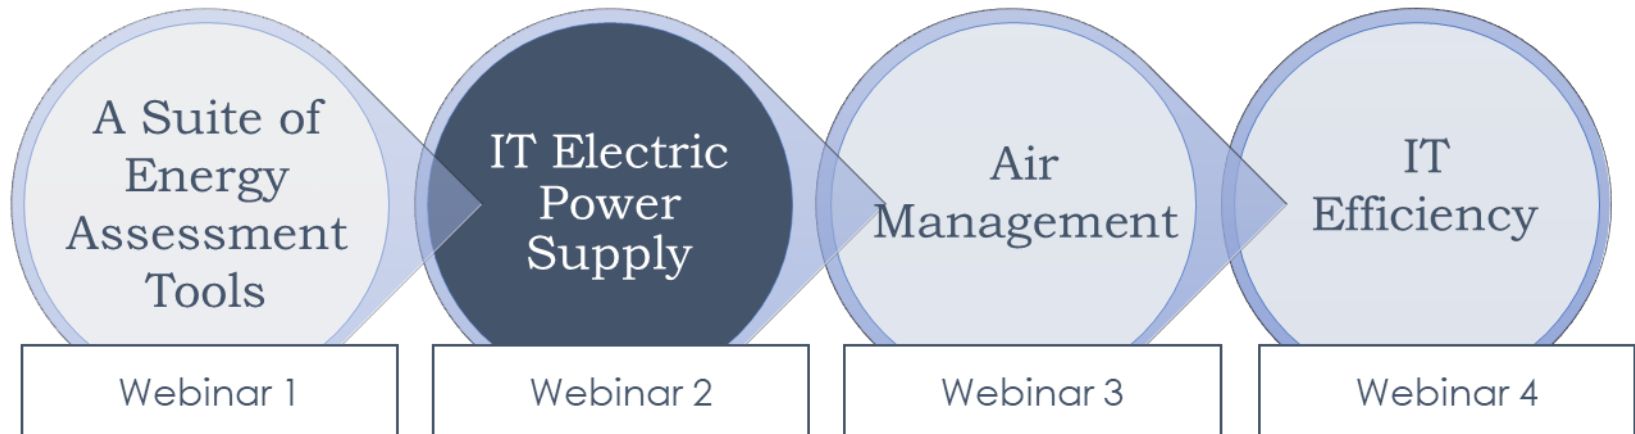 A Suite of
Energy
Assessment
Tools
IT Electric
Power
Supply
Air
Management
IT
Efficiency
Webinar 1
Webinar 2
Webinar 3
Webinar 4